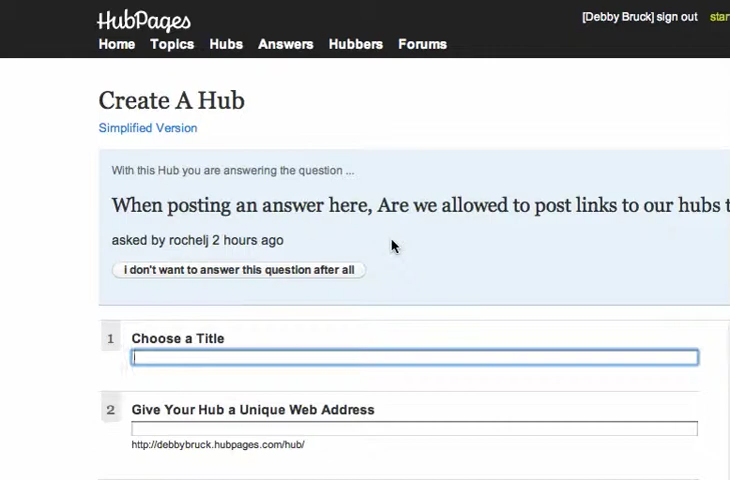 HubPages
[Debby Bruck] sign out
Home Topics Hubs Answers Hubbers Forums
Create A Hub
Simplified Version
With this Hub you are answering the question ...
When posting an answer here, Are we allowed to post links to our hubs
asked by rochelj 2 hours ago
i don't want to answer this question after all
1 Choose a Title
2 Give Your Hub a Unique Web Address
http://debbybruck.hubpages.com/hub/